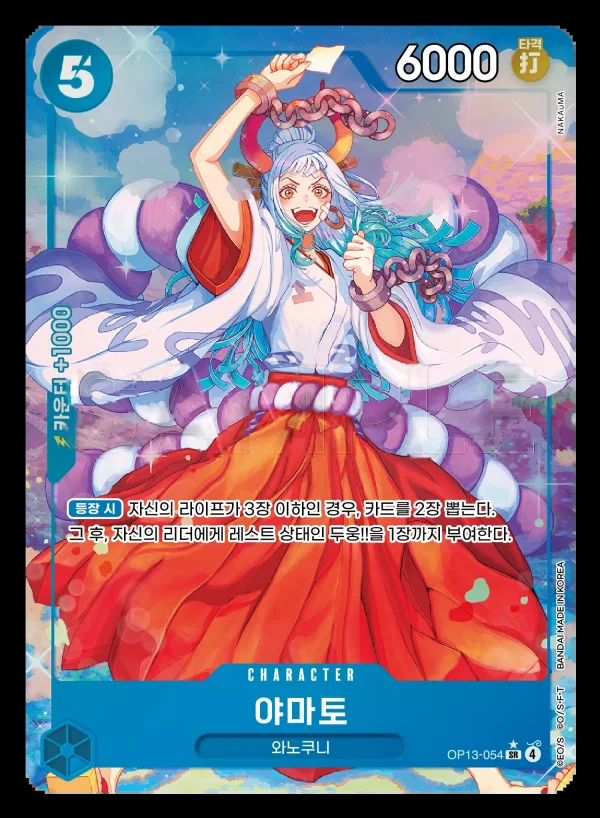 5
6000
타격
打
NAKAUMA
카운터 +1000
SAMPLE
등장 시 자신의 라이프가 3장 이하인 경우, 카드를 2장 뽑는다.
그 후, 자신의 리더에게 레스트 상태인 두웅!!을 1장까지 부여한다.
CHARACTER
야마토
와노쿠니
OP13-054 SR 4
©E.O/S ©O/S·F·T BANDAI MADE IN KOREA